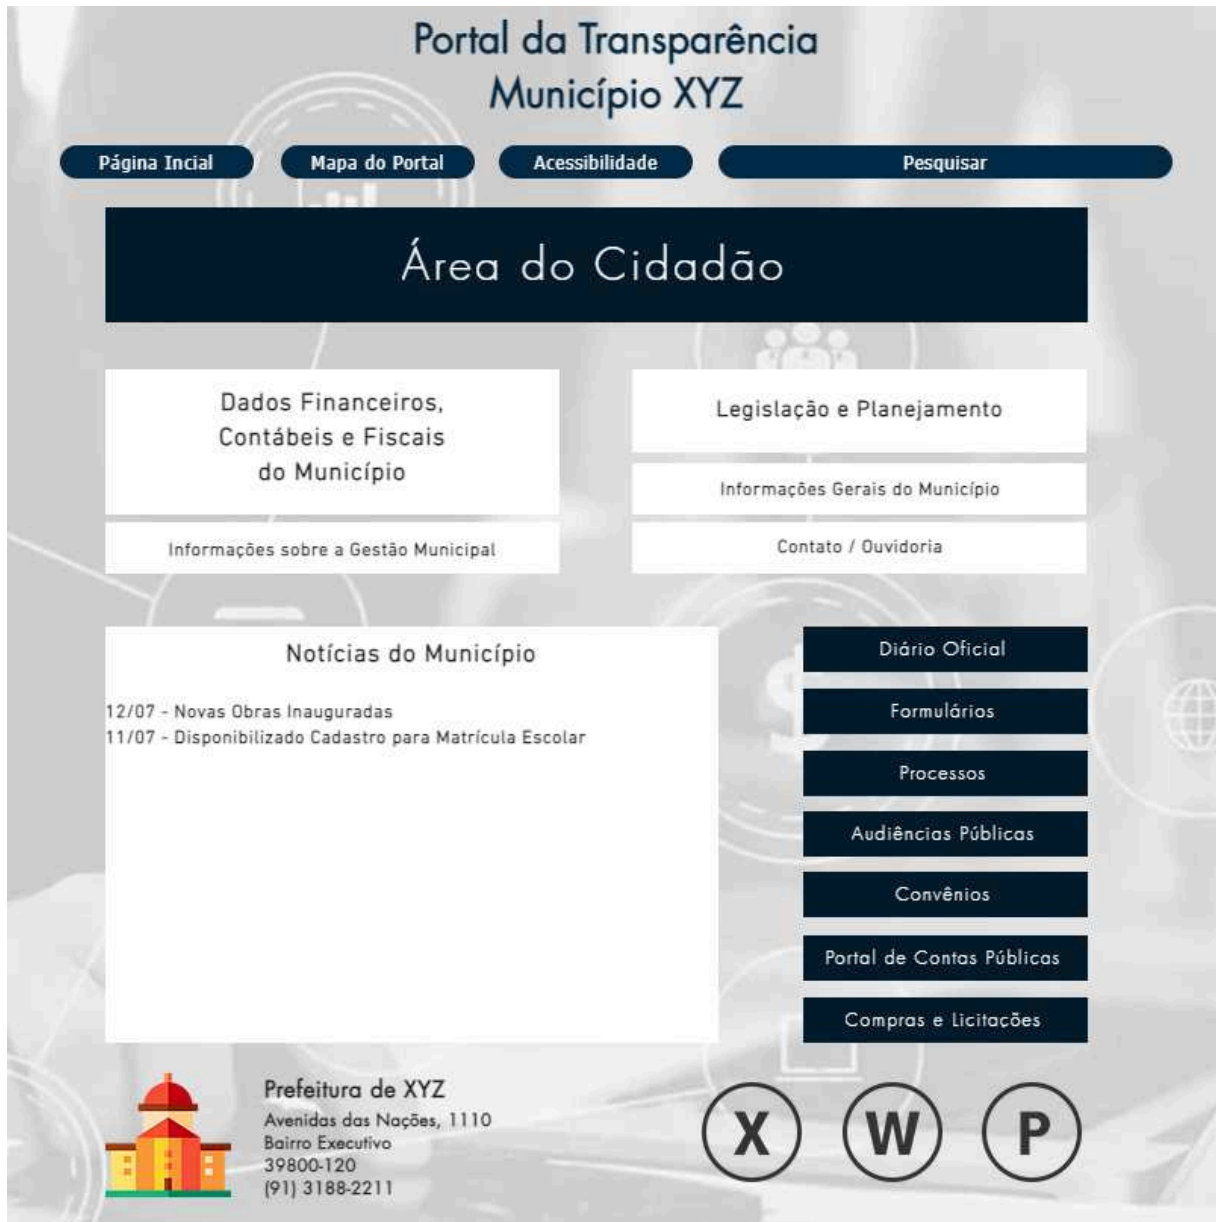 Portal da Transparência
Município XYZ
Página Incial
Mapa do Portal
Acessibilidade
Pesquisar
Área do Cidadão
Dados Financeiros,
Contábeis e Fiscais
do Município
Informações sobre a Gestão Municipal
Legislação e Planejamento
Informações Gerais do Município
Contato / Ouvidoria
Notícias do Município
12/07 - Novas Obras Inauguradas
11/07 - Disponibilizado Cadastro para Matrícula Escolar
Diário Oficial
Formulários
Processos
Audiências Públicas
Convênios
Portal de Contas Públicas
Compras e Licitações
Prefeitura de XYZ
Avenidas das Nações, 1110
Bairro Executivo
39800-120
(91) 3188-2211
X
W
P